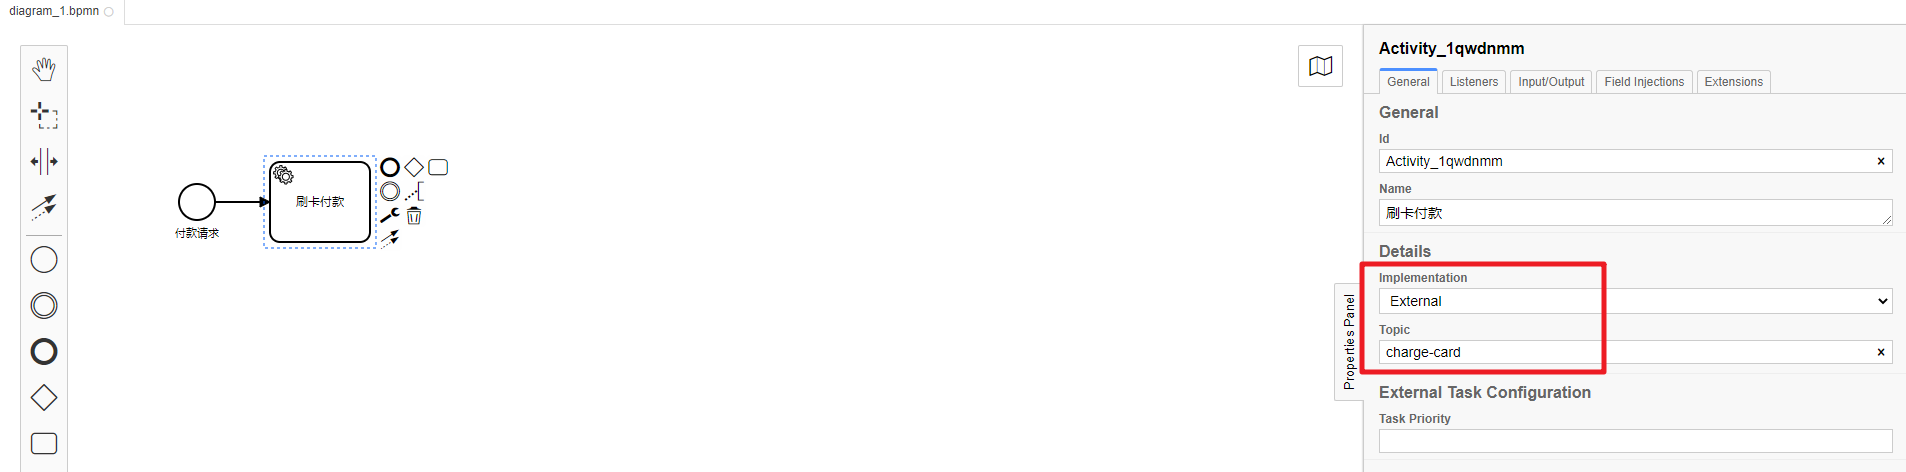 diagram_1.bpmn
付款请求
刷卡付款
Properties Panel
Activity_1qwdnmm
General
Listeners
Input/Output
Field Injections
Extensions
General
Id
Activity_1qwdnmm
Name
刷卡付款
Details
Implementation
External
Topic
charge-card
External Task Configuration
Task Priority